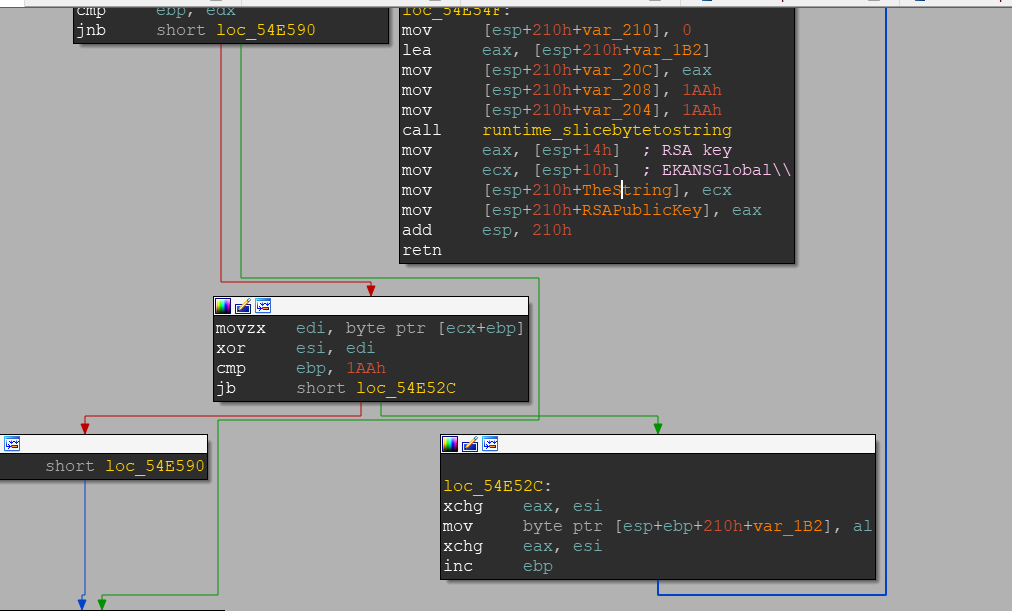 cmp ebp, edx
jnb short loc_54E590
loc_54E54F:
mov [esp+210h+var_210], 0
lea eax, [esp+210h+var_1B2]
mov [esp+210h+var_20C], eax
mov [esp+210h+var_208], 1AAh
mov [esp+210h+var_204], 1AAh
call runtime_slicebytetostring
mov eax, [esp+14h] ; RSA key
mov ecx, [esp+10h] ; EKANSGlobal\\
mov [esp+210h+TheString], ecx
mov [esp+210h+RSAPublicKey], eax
add esp, 210h
retn
movzx edi, byte ptr [ecx+ebp]
xor esi, edi
cmp ebp, 1AAh
jb short loc_54E52C
short loc_54E590
loc_54E52C:
xchg eax, esi
mov byte ptr [esp+ebp+210h+var_1B2], al
xchg eax, esi
inc ebp